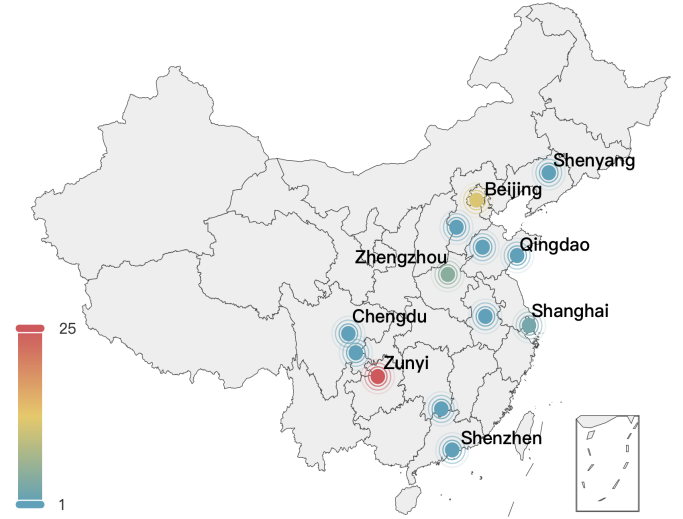 Shenyang
Beijing
Qingdao
Zhengzhou
Shanghai
Chengdu
25
Zunyi
Shenzhen
1